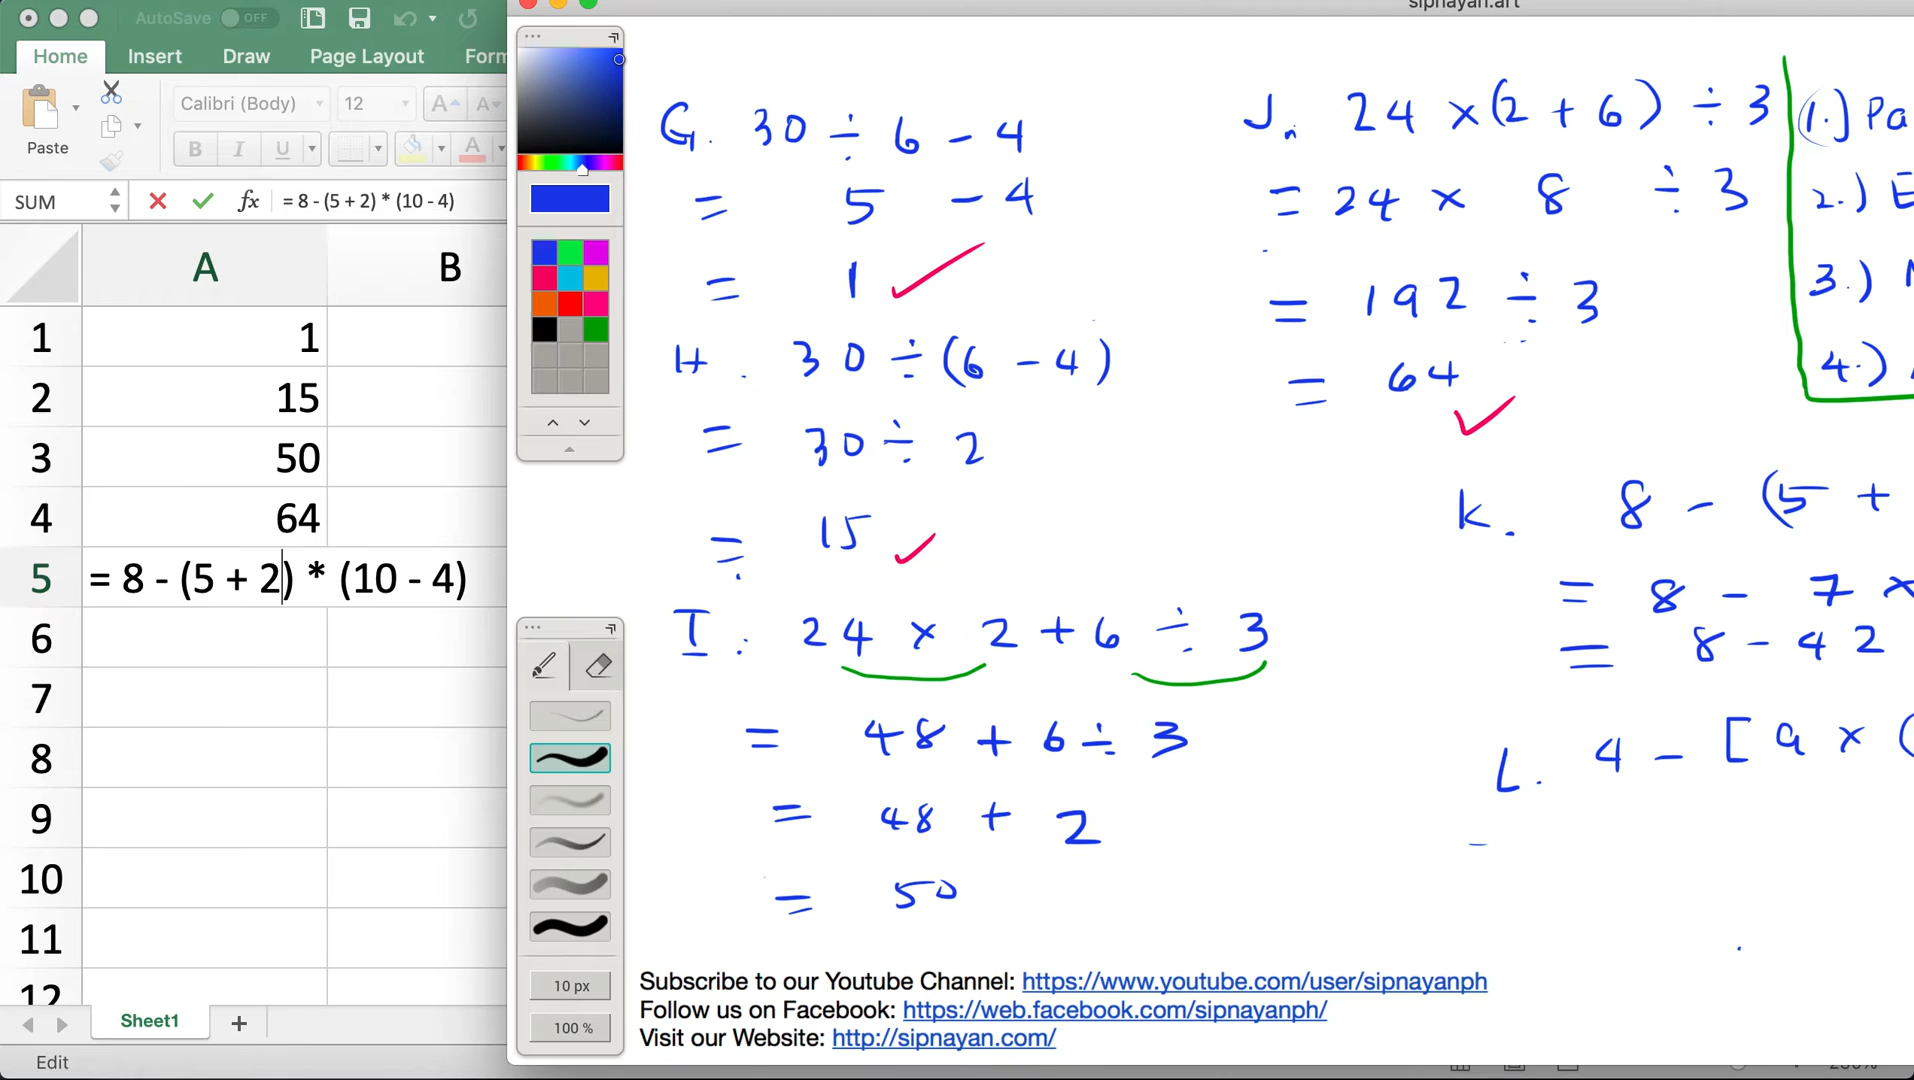 AutoSave OFF
Home Insert Draw Page Layout Form
Paste
Calibri (Body) 12 A A
B I U A
SUM fx = 8 - (5 + 2) * (10 - 4)
A B
1 1
2 15
3 50
4 64
5 = 8 - (5 + 2) * (10 - 4)
6
7
8
9
10
11
12
Sheet1 +
Edit
sipnayan.art
10 px
100 %
G. 30 ÷ 6 - 4
= 5 - 4
= 1 ✓
H. 30 ÷ (6 - 4)
= 30 ÷ 2
= 15 ✓
I. 24 × 2 + 6 ÷ 3
= 48 + 6 ÷ 3
= 48 + 2
= 50
J. 24 × (2 + 6) ÷ 3
= 24 × 8 ÷ 3
= 192 ÷ 3
= 64
✓
K. 8 - (5 +
= 8 - 7 ×
= 8 - 42
L. 4 - [ 9 × (
1.) Pa
2.) E
3.)
4.)
Subscribe to our Youtube Channel: https://www.youtube.com/user/sipnayanph
Follow us on Facebook: https://web.facebook.com/sipnayanph/
Visit our Website: http://sipnayan.com/